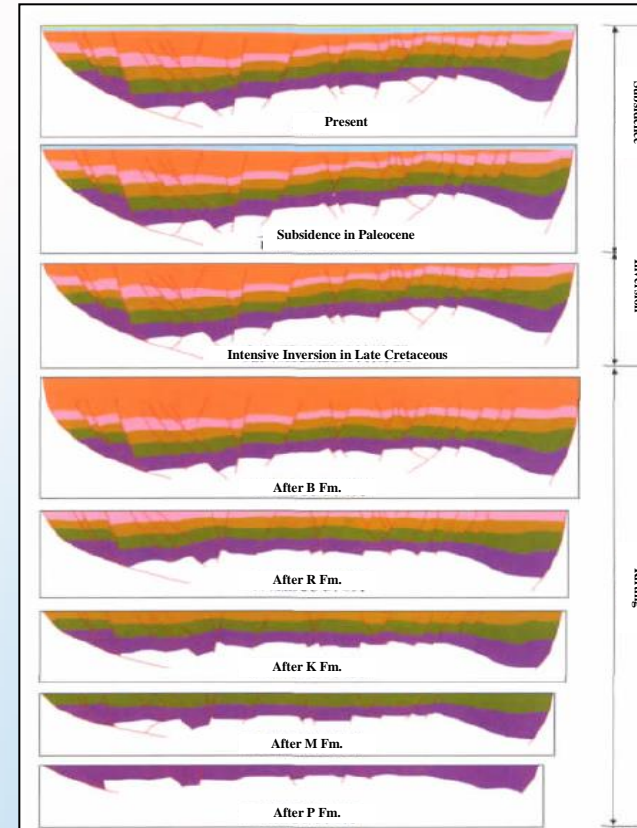 Present
Subsidence in Paleocene
Intensive Inversion in Late Cretaceous
After B Fm.
After R Fm.
After K Fm.
After M Fm.
After P Fm.